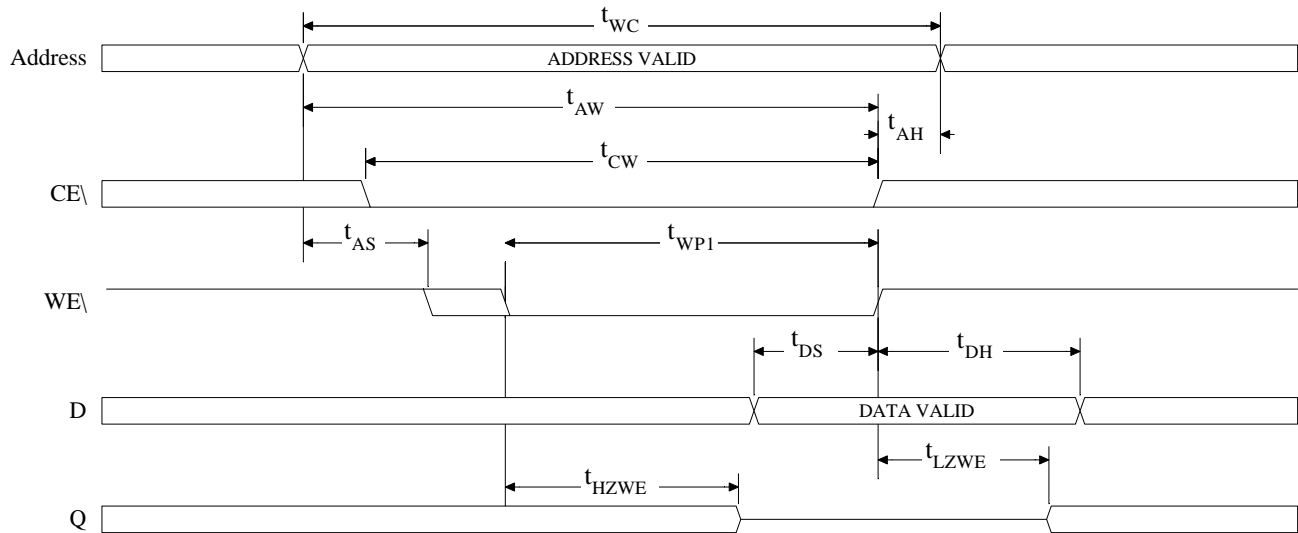 tWC
Address
ADDRESS VALID
tAW
tAH
tCW
CE\
tAS
tWP1
WE\
tDS
tDH
D
DATA VALID
tLZWE
tHZWE
Q